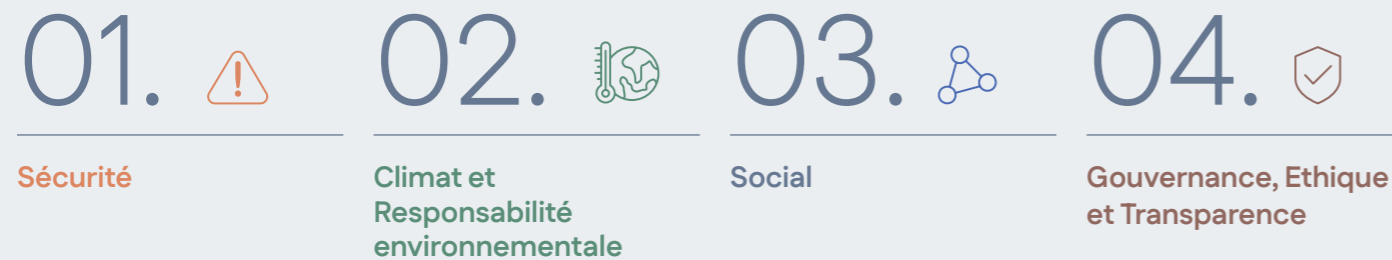 01.
Sécurité
02.
Climat et
Responsabilité
environnementale
03.
Social
04.
Gouvernance, Ethique
et Transparence